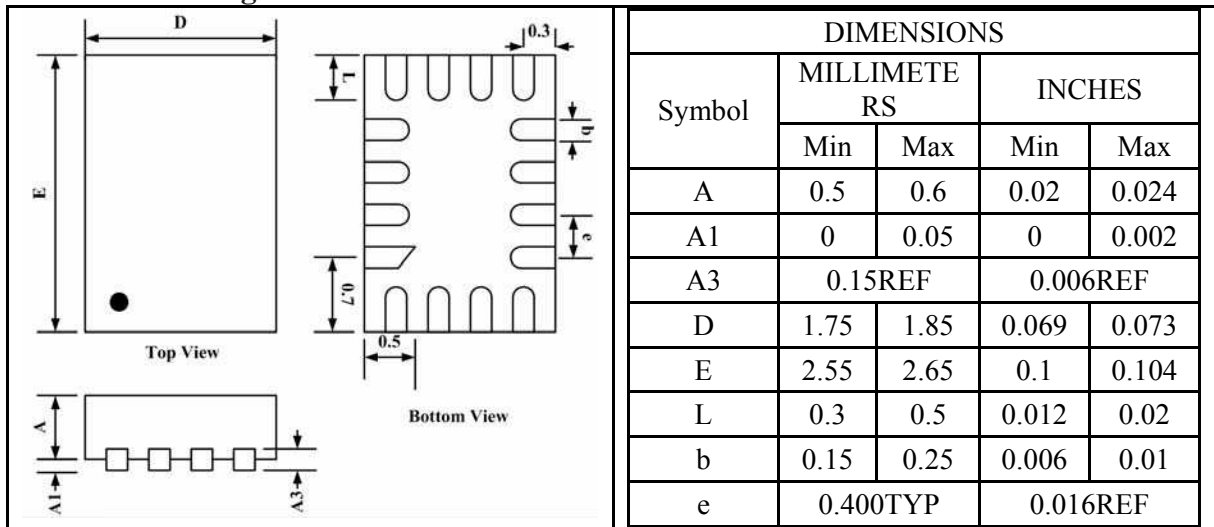 D
E
Top View
A
A1
A3
0.3
L
b
e
0.7
0.5
Bottom View
DIMENSIONS
Symbol MILLIMETE RS INCHES
Min Max Min Max
A 0.5 0.6 0.02 0.024
A1 0 0.05 0 0.002
A3 0.15REF 0.006REF
D 1.75 1.85 0.069 0.073
E 2.55 2.65 0.1 0.104
L 0.3 0.5 0.012 0.02
b 0.15 0.25 0.006 0.01
e 0.400TYP 0.016REF